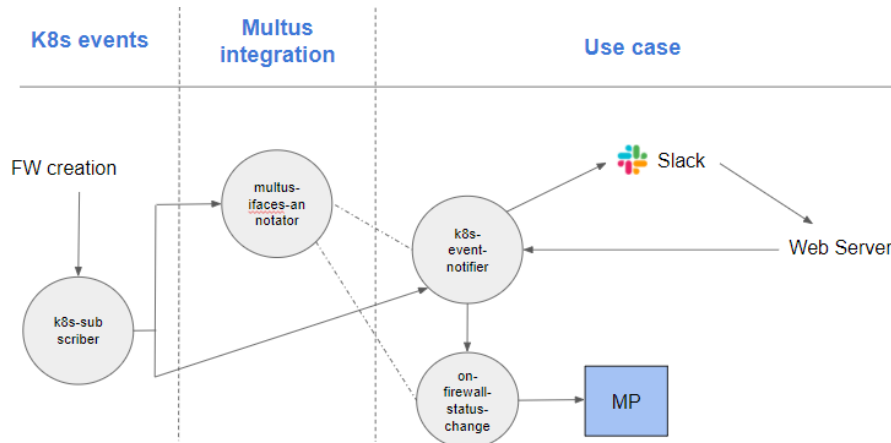 K8s events
Multus
integration
Use case
FW creation
multus-
ifaces-an
notator
Slack
k8s-
event-
notifier
Web Server
k8s-sub
scriber
on-
firewall-
status-
change
MP